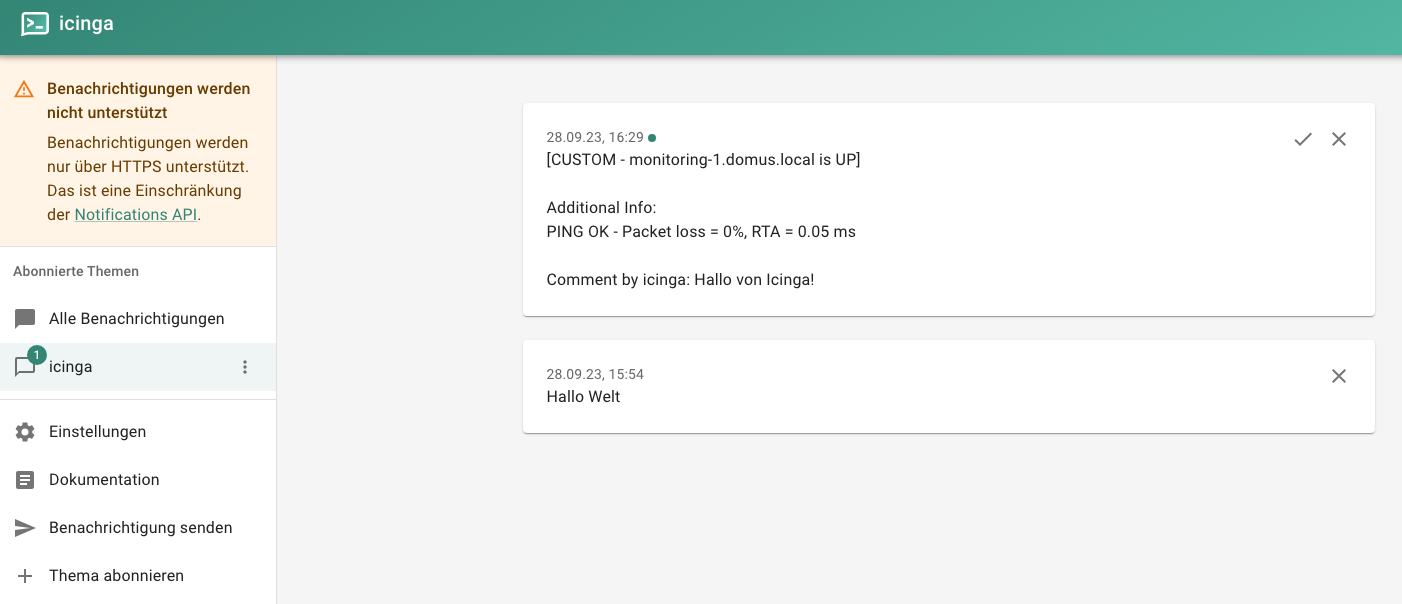 icinga
Benachrichtigungen werden
nicht unterstützt
Benachrichtigungen werden
nur über HTTPS unterstützt.
Das ist eine Einschränkung
der Notifications API.
Abonnierte Themen
Alle Benachrichtigungen
1
icinga
Einstellungen
Dokumentation
Benachrichtigung senden
Thema abonnieren
28.09.23, 16:29
[CUSTOM - monitoring-1.domus.local is UP]
Additional Info:
PING OK - Packet loss = 0%, RTA = 0.05 ms
Comment by icinga: Hallo von Icinga!
28.09.23, 15:54
Hallo Welt